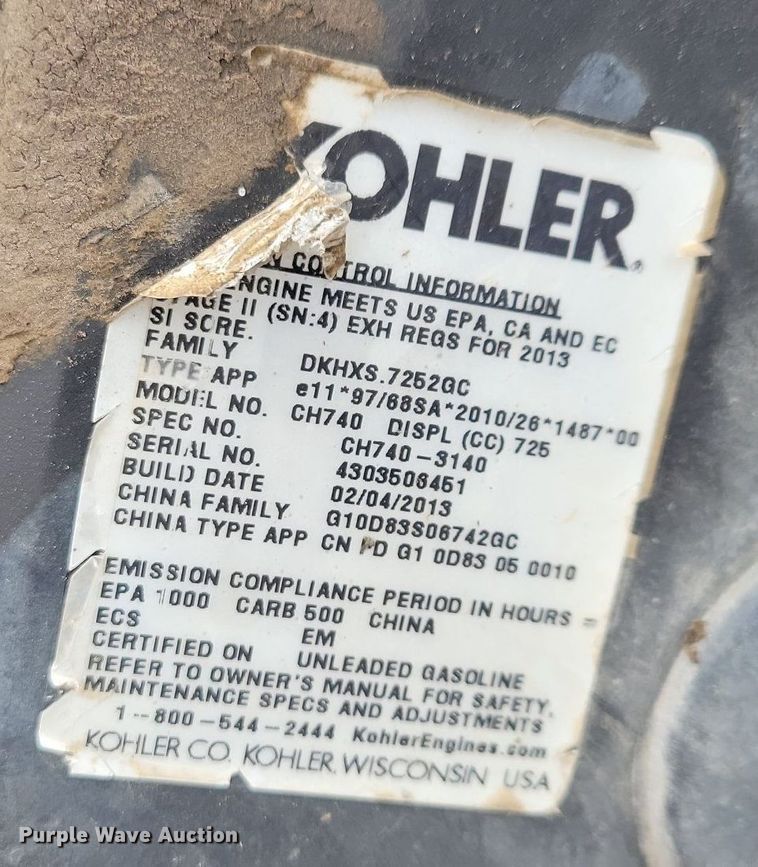 KOHLER®
CONTROL INFORMATION
ENGINE MEETS US EPA, CA AND EC
STAGE II (SN:4) EXH REGS FOR 2013
SI SORE.
FAMILY DKHXS.7252GC
TYPE APP e11*97/68SA*2010/26*1487*00
MODEL NO. CH740 DISPL (CC) 725
SPEC NO. CH740-3140
SERIAL NO. 4303508451
BUILD DATE 02/04/2013
CHINA FAMILY G10D83S06742GC
CHINA TYPE APP CN FD G1 0D83 05 0010
EMISSION COMPLIANCE PERIOD IN HOURS =
EPA 1000 CARB 500 CHINA
ECS EM
CERTIFIED ON UNLEADED GASOLINE
REFER TO OWNER'S MANUAL FOR SAFETY,
MAINTENANCE SPECS AND ADJUSTMENTS
1-800-544-2444 KohlerEngines.com
KOHLER CO. KOHLER, WISCONSIN USA
Purple Wave Auction